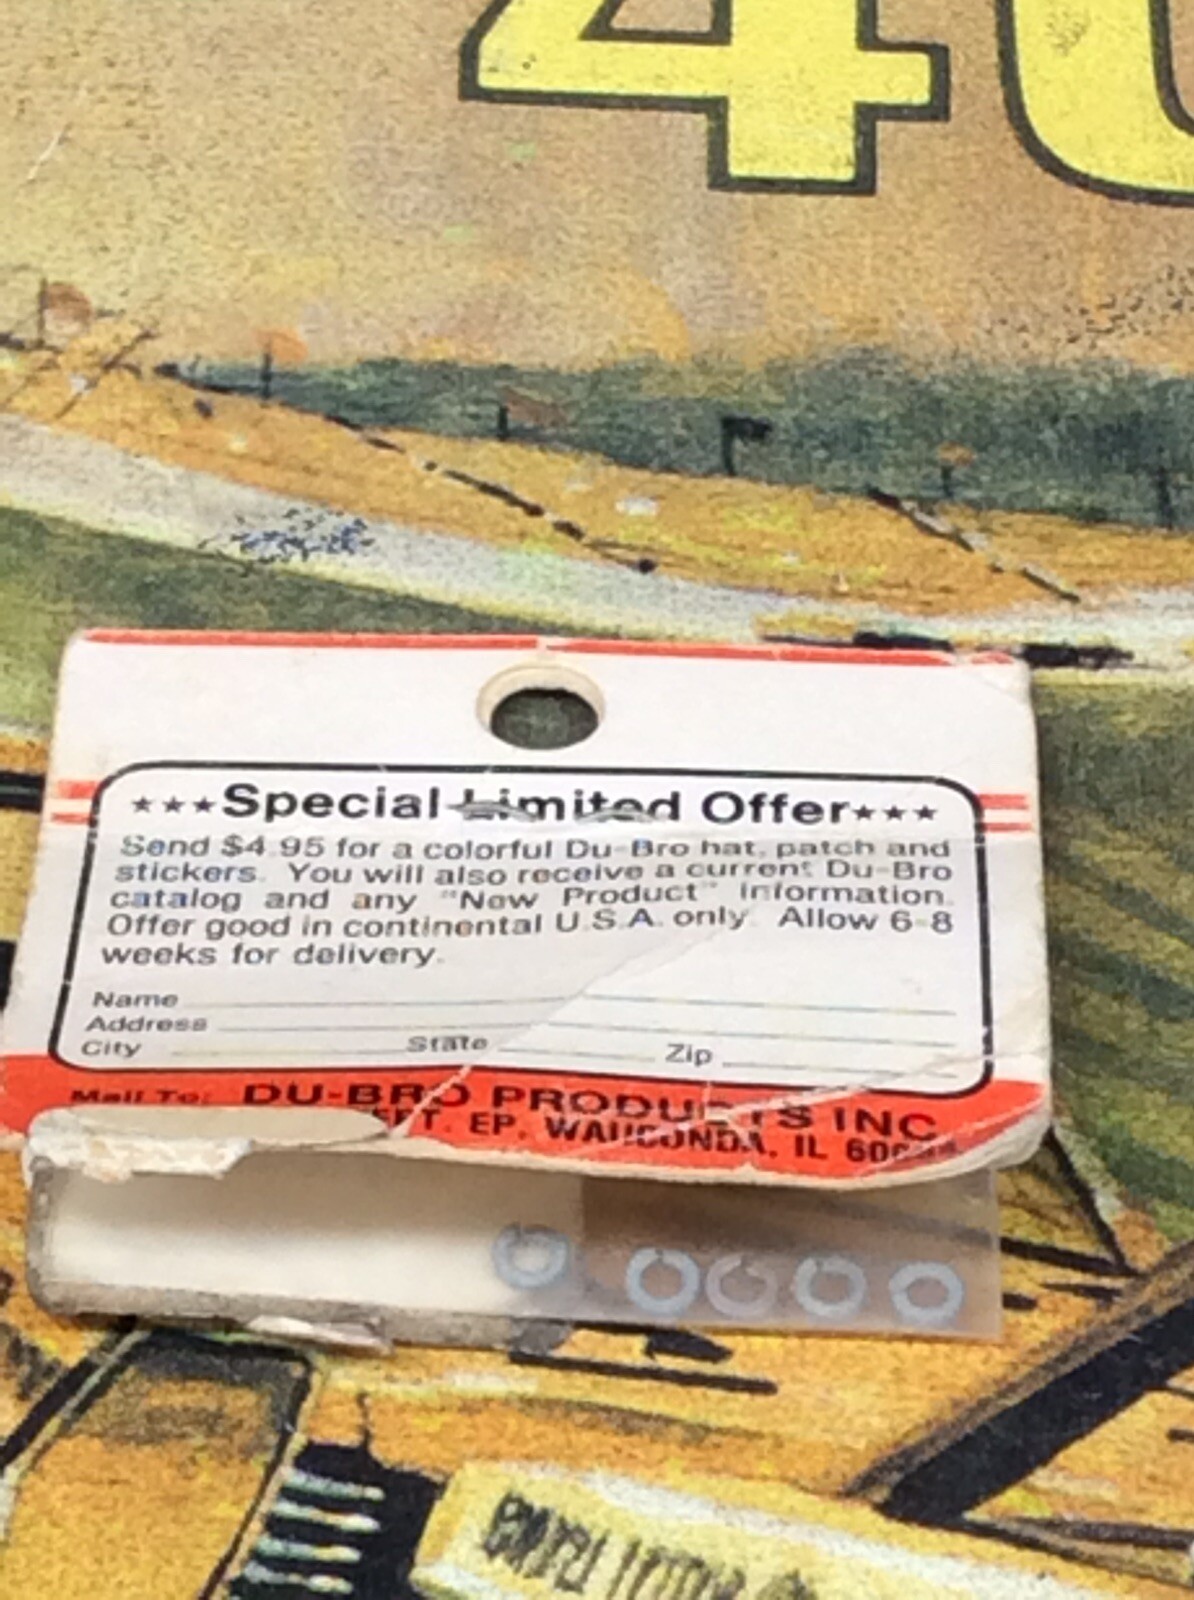 40
***Special Limited Offer***
Send $4.95 for a colorful Du-Bro hat, patch and
stickers. You will also receive a current Du-Bro
catalog and any "New Product" information.
Offer good in continental U.S.A. only. Allow 6-8
weeks for delivery.
Name
Address
City State Zip
Mail To: DU-BRO PRODUCTS INC
EP, WAUCONDA, IL